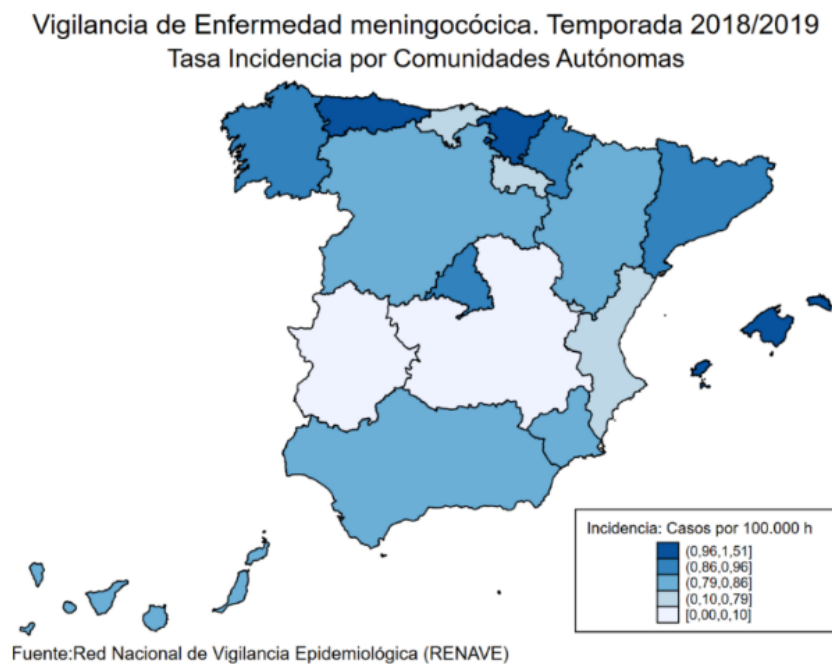 Vigilancia de Enfermedad meningocócica. Temporada 2018/2019
Tasa Incidencia por Comunidades Autónomas
Incidencia: Casos por 100.000 h
(0,96,1,51]
(0,86,0,96]
(0,79,0,86]
(0,10,0,79]
[0,00,0,10]
Fuente:Red Nacional de Vigilancia Epidemiológica (RENAVE)